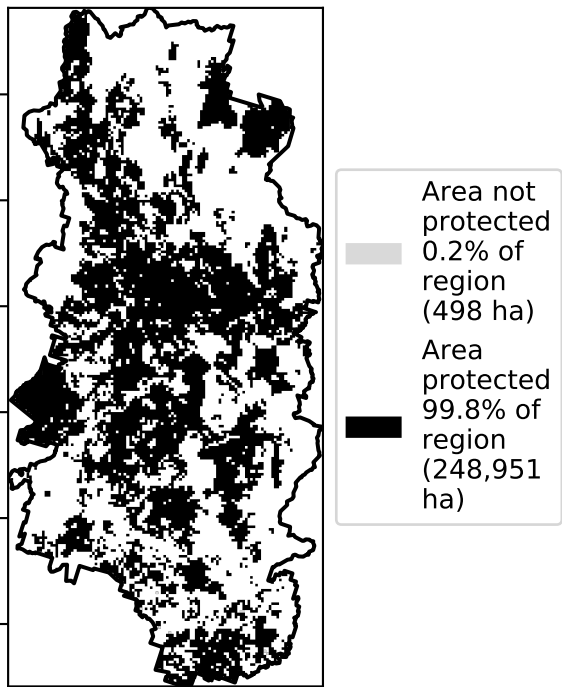 Area not
protected
0.2% of
region
(498 ha)
Area
protected
99.8% of
region
(248,951
ha)